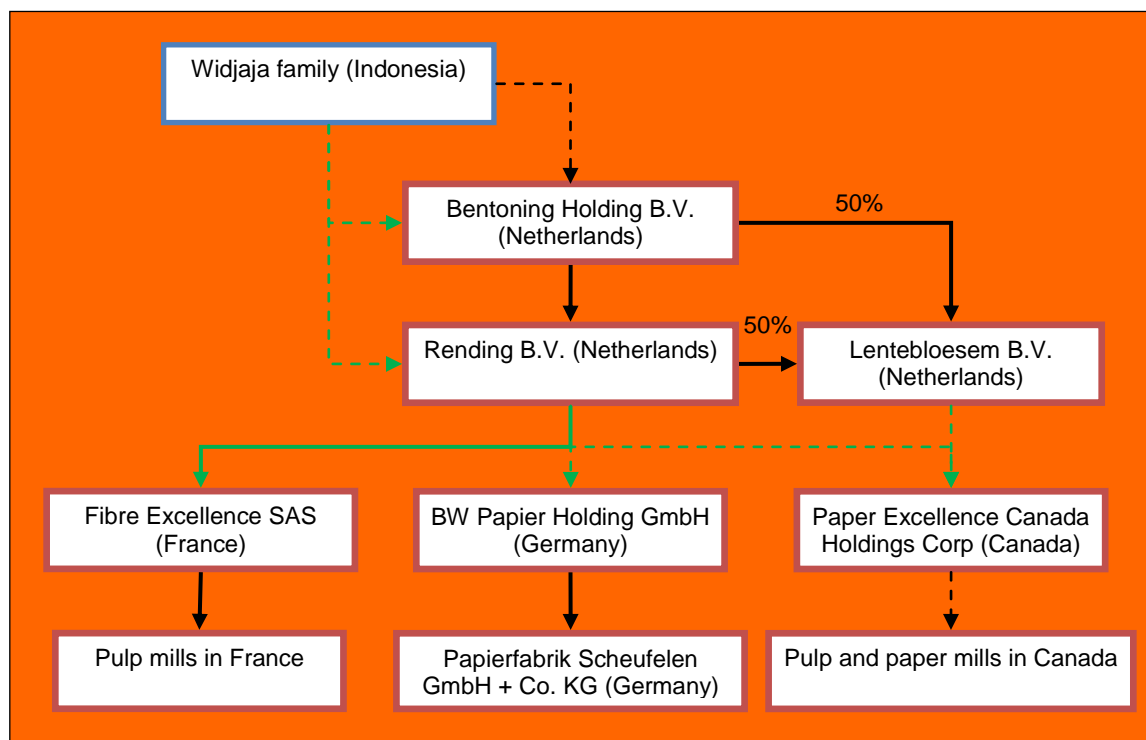 Widjaja family (Indonesia)
Bentoning Holding B.V.
(Netherlands)
50%
Rending B.V. (Netherlands)
50%
Lentebloesem B.V.
(Netherlands)
Fibre Excellence SAS
(France)
BW Papier Holding GmbH
(Germany)
Paper Excellence Canada
Holdings Corp (Canada)
Pulp mills in France
Papierfabrik Scheufelen
GmbH + Co. KG (Germany)
Pulp and paper mills in Canada